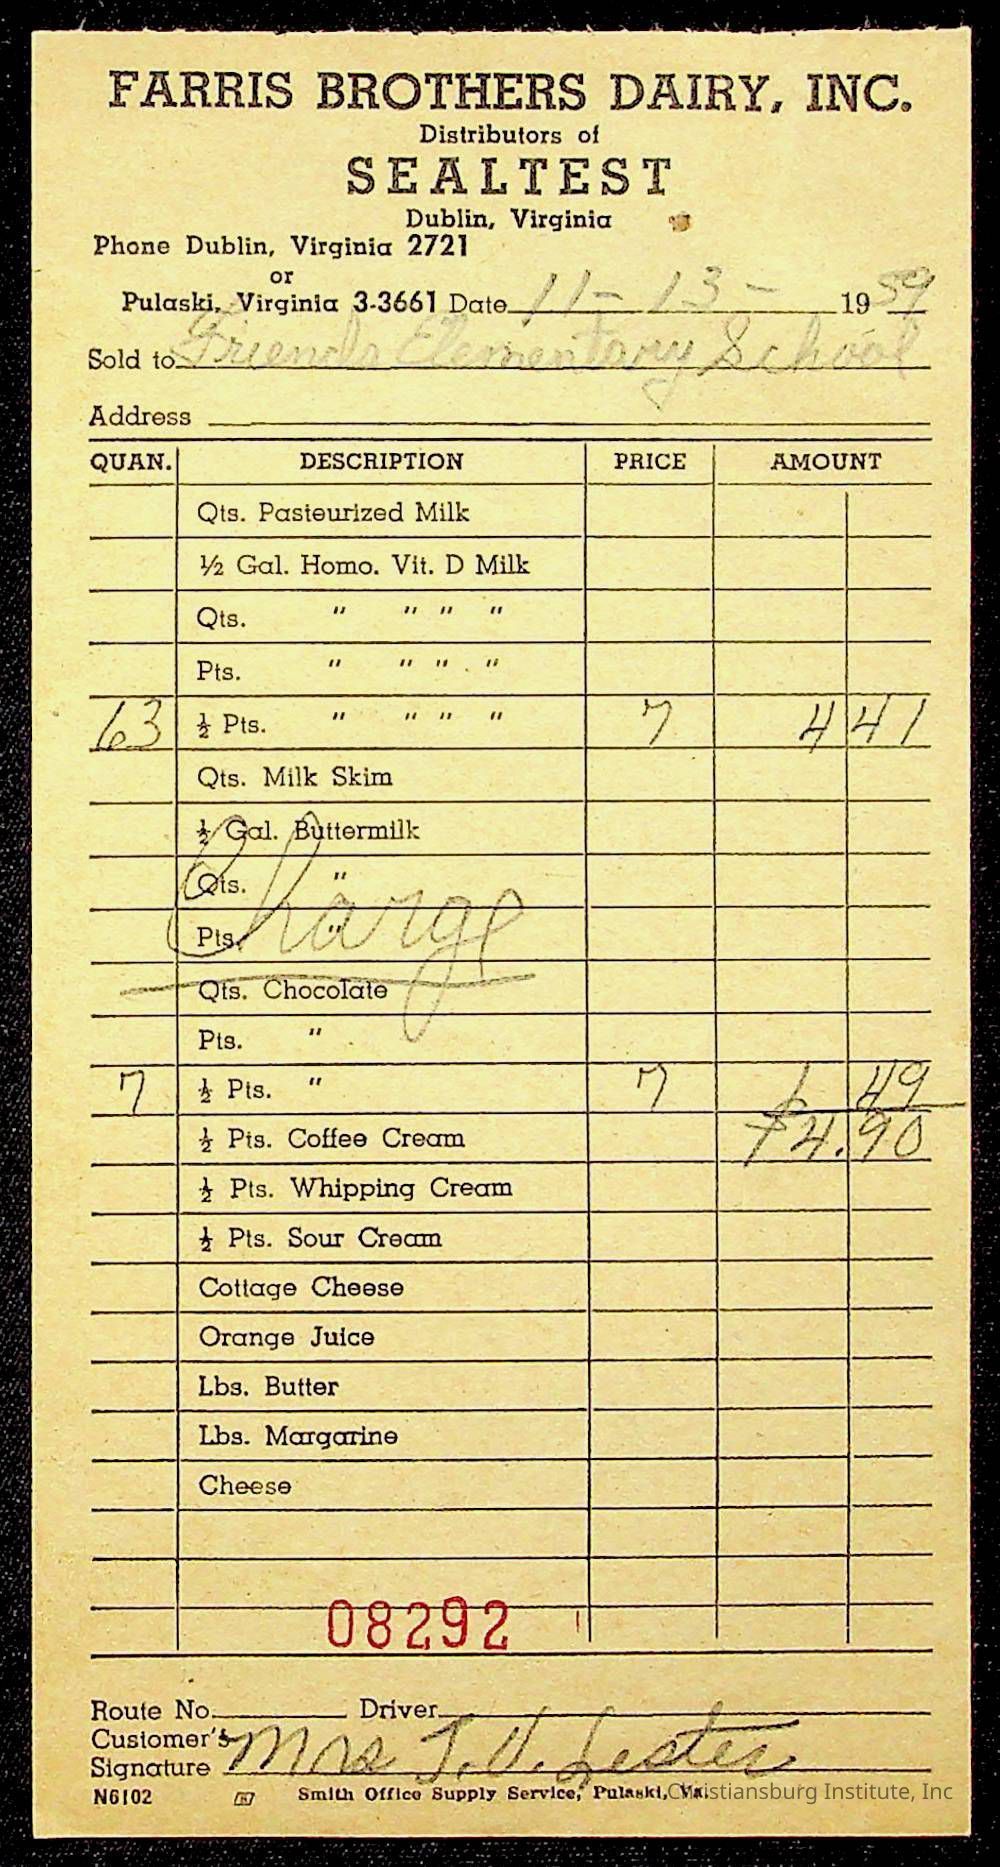 FARRIS BROTHERS DAIRY, INC.
Distributors of
SEALTEST
Dublin, Virginia
Phone Dublin, Virginia 2721
or
Pulaski, Virginia 3-3661 Date 11-13- 1959
Sold to Friends Elementary School
Address
QUAN. DESCRIPTION PRICE AMOUNT
Qts. Pasteurized Milk
½ Gal. Homo. Vit. D Milk
Qts. " " " "
Pts. " " " "
63 ½ Pts. " " " " 7 4 41
Qts. Milk Skim
½ Gal. Buttermilk
Qts. "
Pts. "
Charge
Qts. Chocolate
Pts. "
7 ½ Pts. " 7 49
½ Pts. Coffee Cream $4.90
½ Pts. Whipping Cream
½ Pts. Sour Cream
Cottage Cheese
Orange Juice
Lbs. Butter
Lbs. Margarine
Cheese
08292
Route No. Driver
Customer's
Signature Mrs T. V. Lester
N6102 Smith Office Supply Service, Pulaski, Va.
Christiansburg Institute, Inc